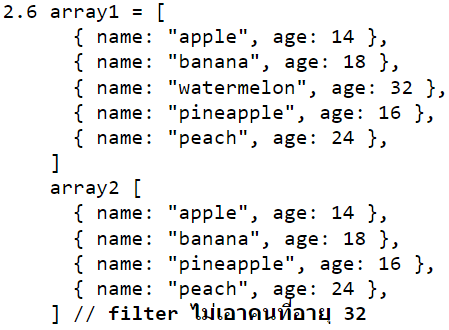 2.6 array1 = [
{ name: "apple", age: 14 },
{ name: "banana", age: 18 },
{ name: "watermelon", age: 32 },
{ name: "pineapple", age: 16 },
{ name: "peach", age: 24 },
]
array2 [
{ name: "apple", age: 14 },
{ name: "banana", age: 18 },
{ name: "pineapple", age: 16 },
{ name: "peach", age: 24 },
] // filter ไม่เอาคนที่อายุ 32